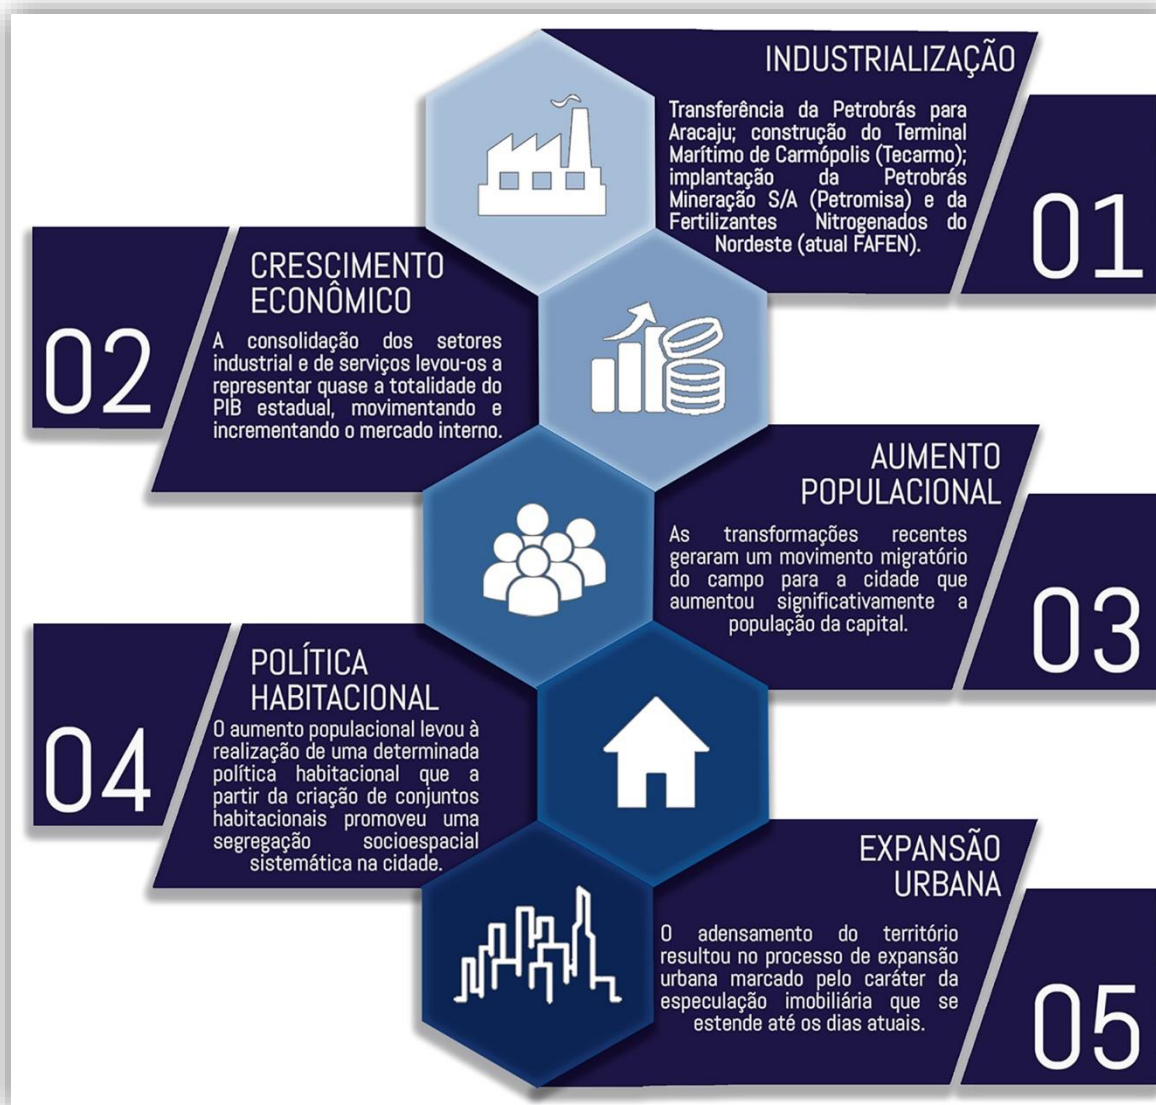 INDUSTRIALIZAÇÃO
Transferência da Petrobrás para
Aracaju; construção do Terminal
Marítimo de Carmópolis (Tecarmo);
implantação da Petrobrás
Mineração S/A (Petromisa) e da
Fertilizantes Nitrogenados do
Nordeste (atual FAFEN).
01
02
CRESCIMENTO
ECONÔMICO
A consolidação dos setores
industrial e de serviços levou-os a
representar quase a totalidade do
PIB estadual, movimentando e
incrementando o mercado interno.
AUMENTO
POPULACIONAL
As transformações recentes
geraram um movimento migratório
do campo para a cidade que
aumentou significativamente a
população da capital.
03
04
POLÍTICA
HABITACIONAL
O aumento populacional levou à
realização de uma determinada
política habitacional que a
partir da criação de conjuntos
habitacionais promoveu uma
segregação socioespacial
sistemática na cidade.
EXPANSÃO
URBANA
O adensamento do território
resultou no processo de expansão
urbana marcado pelo caráter da
especulação imobiliária que se
estende até os dias atuais.
05